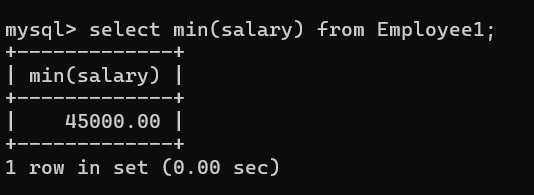 mysql> select min(salary) from Employee1;
+-------------+
| min(salary) |
+-------------+
|    45000.00 |
+-------------+
1 row in set (0.00 sec)